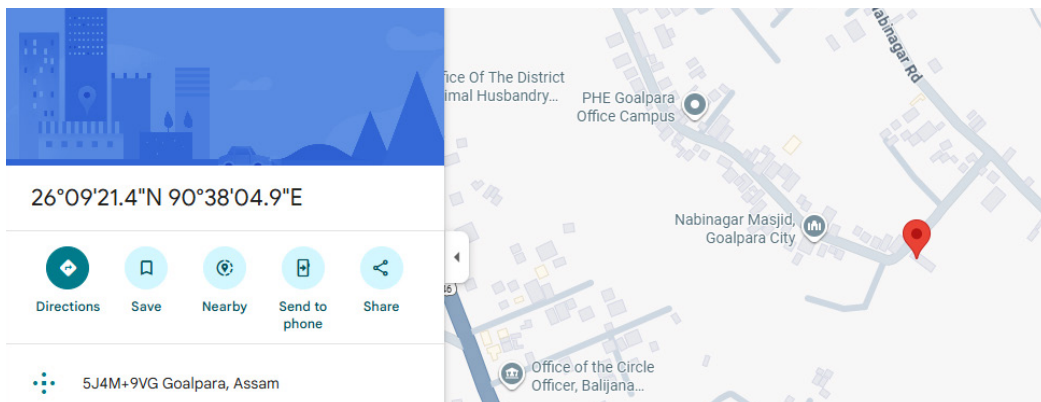 26°09'21.4"N 90°38'04.9"E
Directions
Save
Nearby
Send to
phone
Share
5J4M+9VG Goalpara, Assam
fice Of The District
imal Husbandry...
PHE Goalpara
Office Campus
Nabinagar Rd
Nabinagar Masjid,
Goalpara City
Office of the Circle
Officer, Balijana...